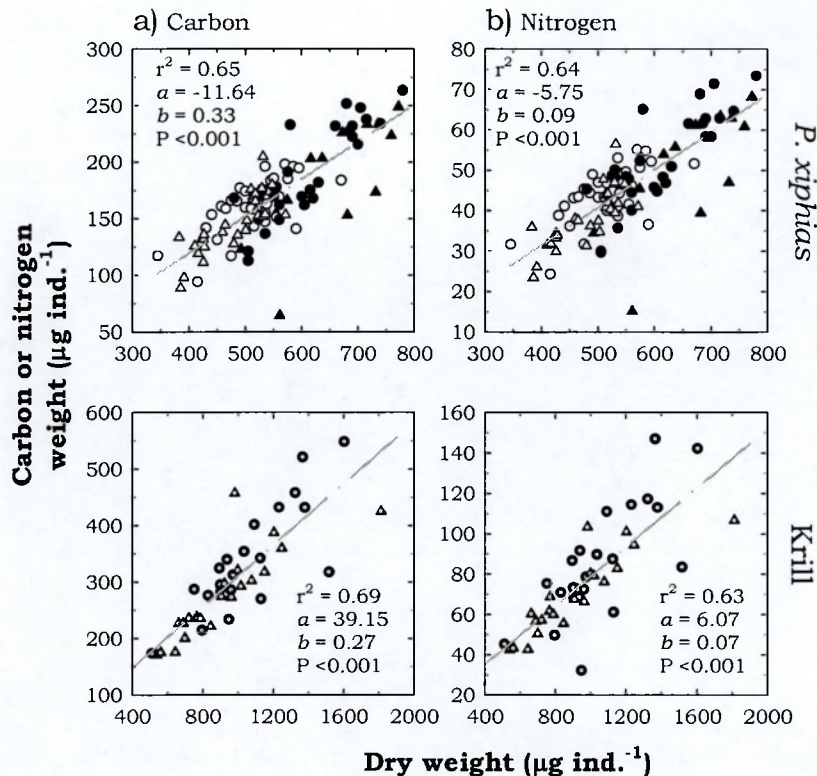 a) Carbon
b) Nitrogen
300
250
200
150
100
50
r² = 0.65
a = -11.64
b = 0.33
P <0.001
300 400 500 600 700 800
80
70
60
50
40
30
20
10
r² = 0.64
a = -5.75
b = 0.09
P <0.001
300 400 500 600 700 800
P. xiphias
Carbon or nitrogen
weight (µg ind.⁻¹)
600
500
400
300
200
100
r² = 0.69
a = 39.15
b = 0.27
P <0.001
400 800 1200 1600 2000
160
140
120
100
80
60
40
20
r² = 0.63
a = 6.07
b = 0.07
P <0.001
400 800 1200 1600 2000
Krill
Dry weight (µg ind.⁻¹)